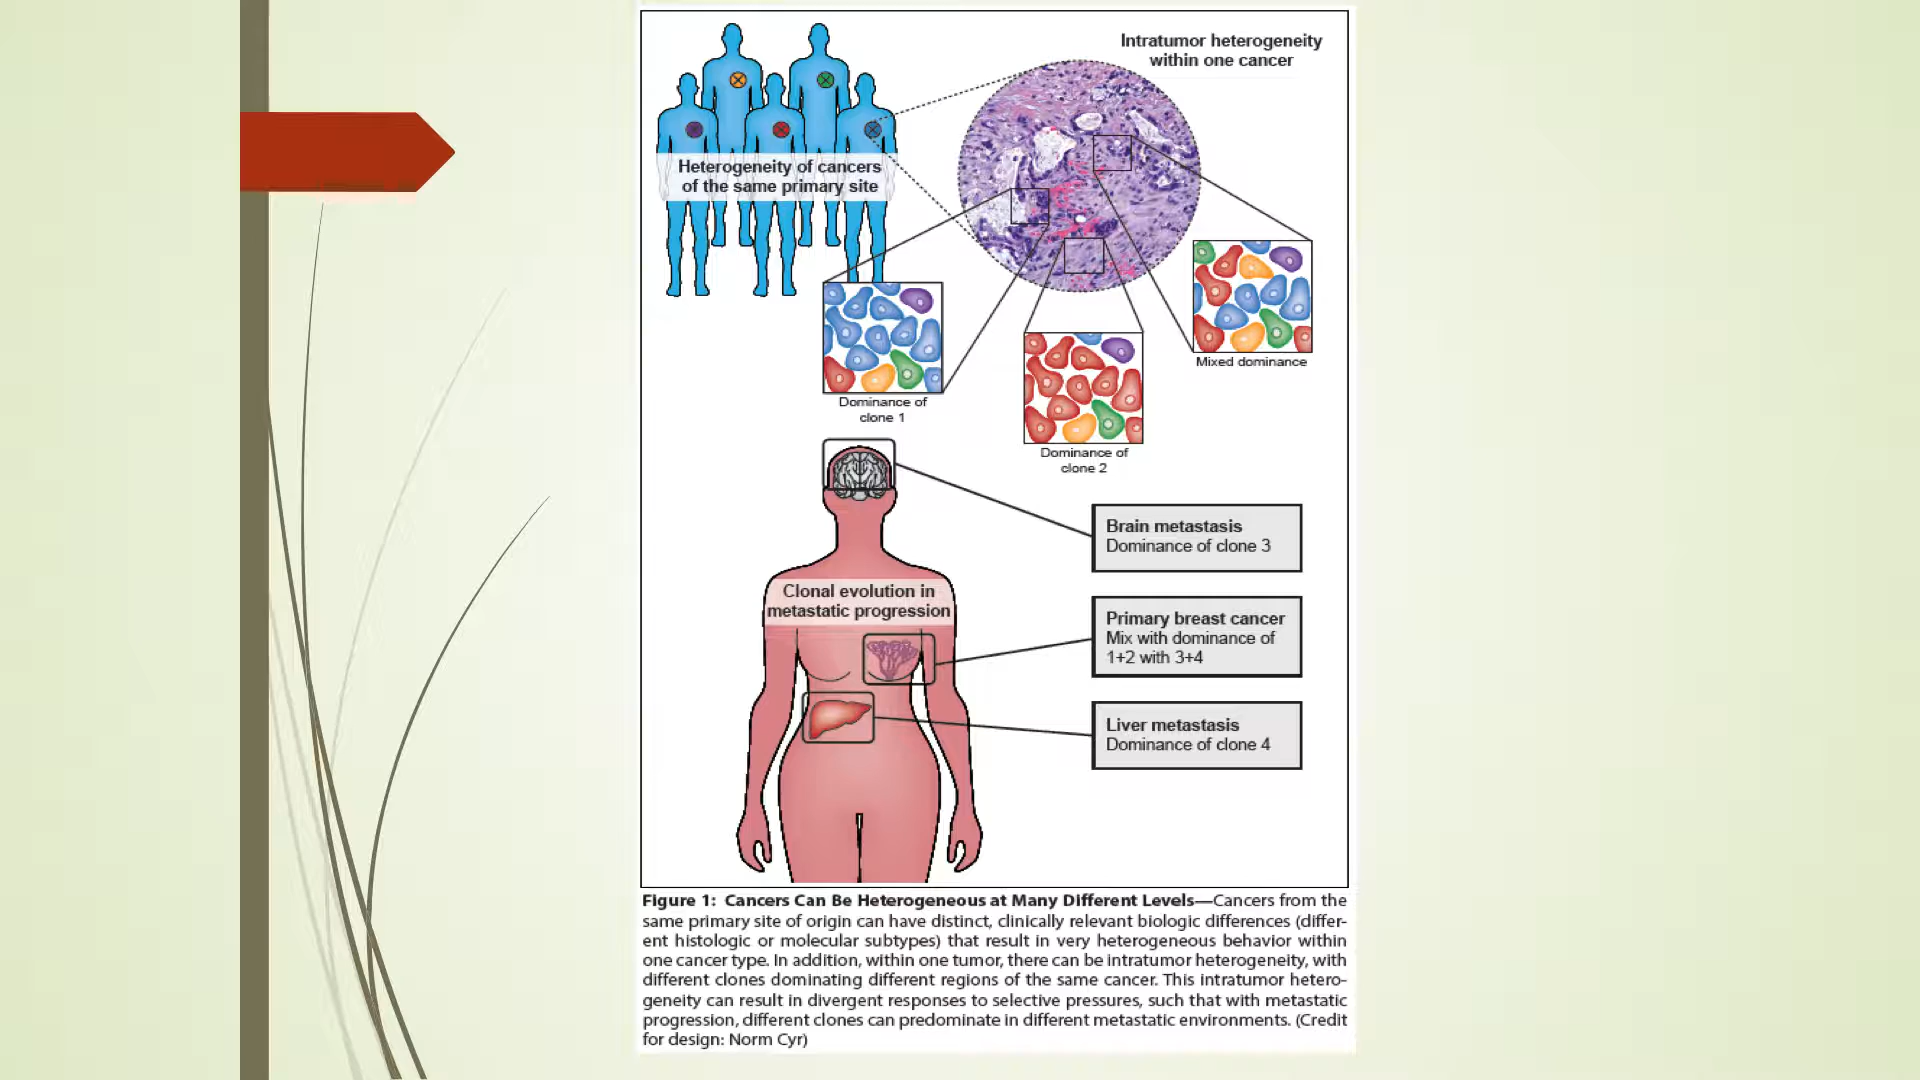 Intratumor heterogeneity
within one cancer
Heterogeneity of cancers
of the same primary site
Mixed dominance
Dominance of
clone 1
Dominance of
clone 2
Brain metastasis
Dominance of clone 3
Clonal evolution in
metastatic progression
Primary breast cancer
Mix with dominance of
1+2 with 3+4
Liver metastasis
Dominance of clone 4
Figure 1: Cancers Can Be Heterogeneous at Many Different Levels—Cancers from the
same primary site of origin can have distinct, clinically relevant biologic differences (differ-
ent histologic or molecular subtypes) that result in very heterogeneous behavior within
one cancer type. In addition, within one tumor, there can be intratumor heterogeneity, with
different clones dominating different regions of the same cancer. This intratumor hetero-
geneity can result in divergent responses to selective pressures, such that with metastatic
progression, different clones can predominate in different metastatic environments. (Credit
for design: Norm Cyr)